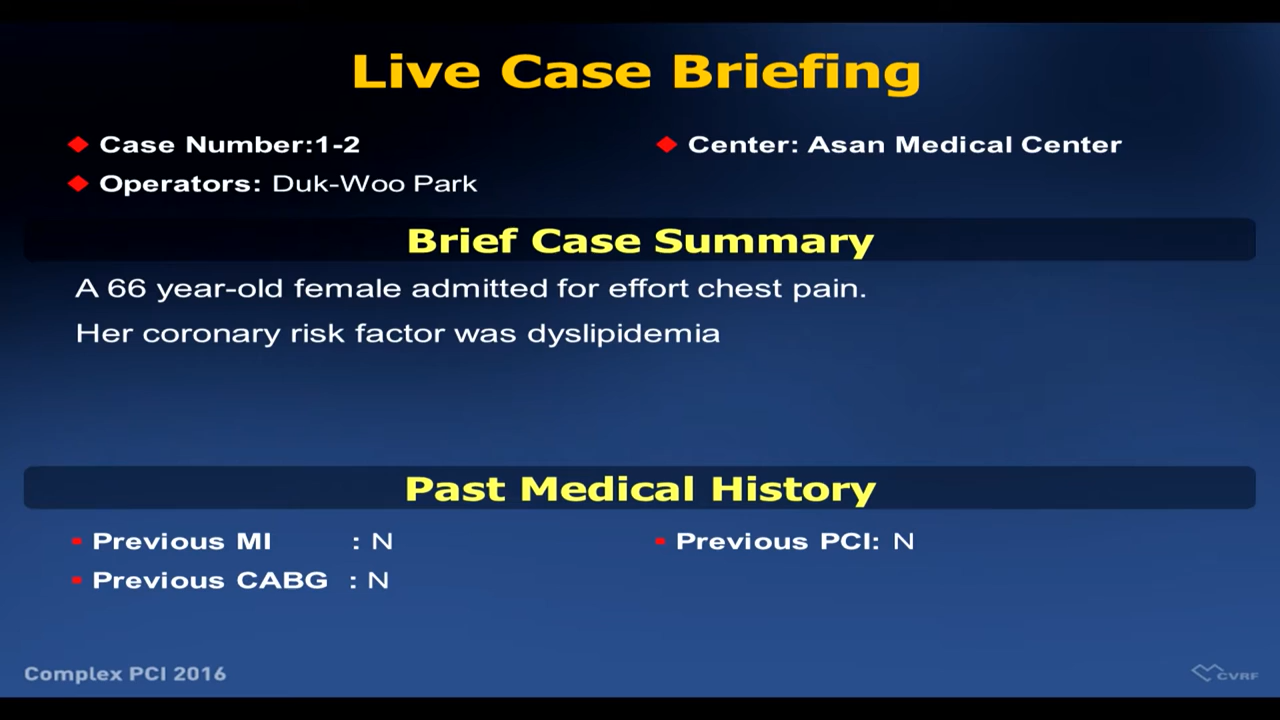 Live Case Briefing
Case Number:1-2
Center: Asan Medical Center
Operators: Duk-Woo Park
Brief Case Summary
A 66 year-old female admitted for effort chest pain.
Her coronary risk factor was dyslipidemia
Past Medical History
Previous MI : N
Previous PCI: N
Previous CABG : N
Complex PCI 2016
CVRF